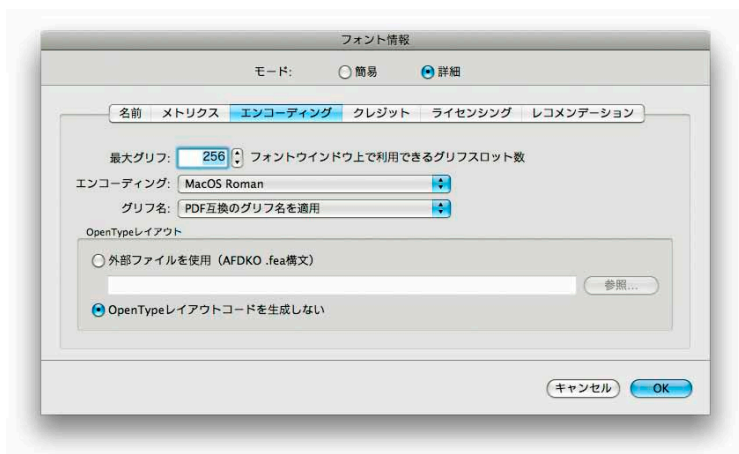 フォント情報
モード: 簡易 詳細
名前 メトリクス エンコーディング クレジット ライセンシング レコメンデーション
最大グリフ: 256 フォントウインドウ上で利用できるグリフスロット数
エンコーディング: MacOS Roman
グリフ名: PDF互換のグリフ名を適用
OpenTypeレイアウト
外部ファイルを使用（AFDKO .fea構文）
参照...
OpenTypeレイアウトコードを生成しない
キャンセル OK